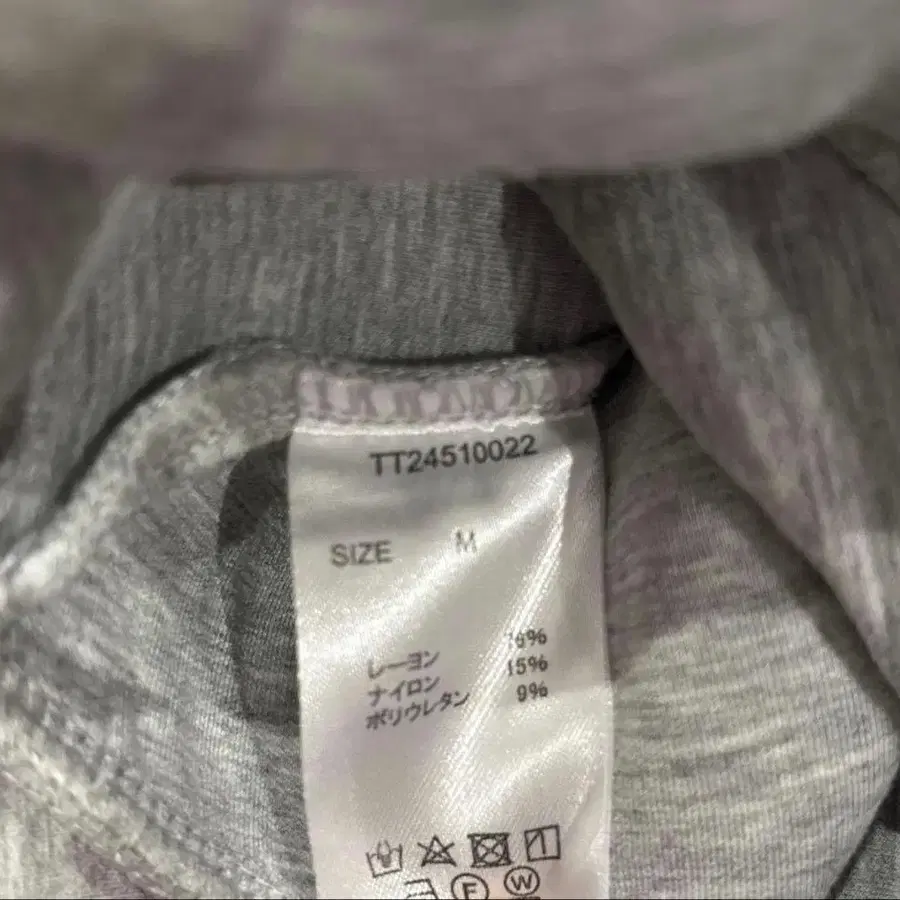 TT24510022
SIZE M
レーヨン 76%
ナイロン 15%
ポリウレタン 9%
F W